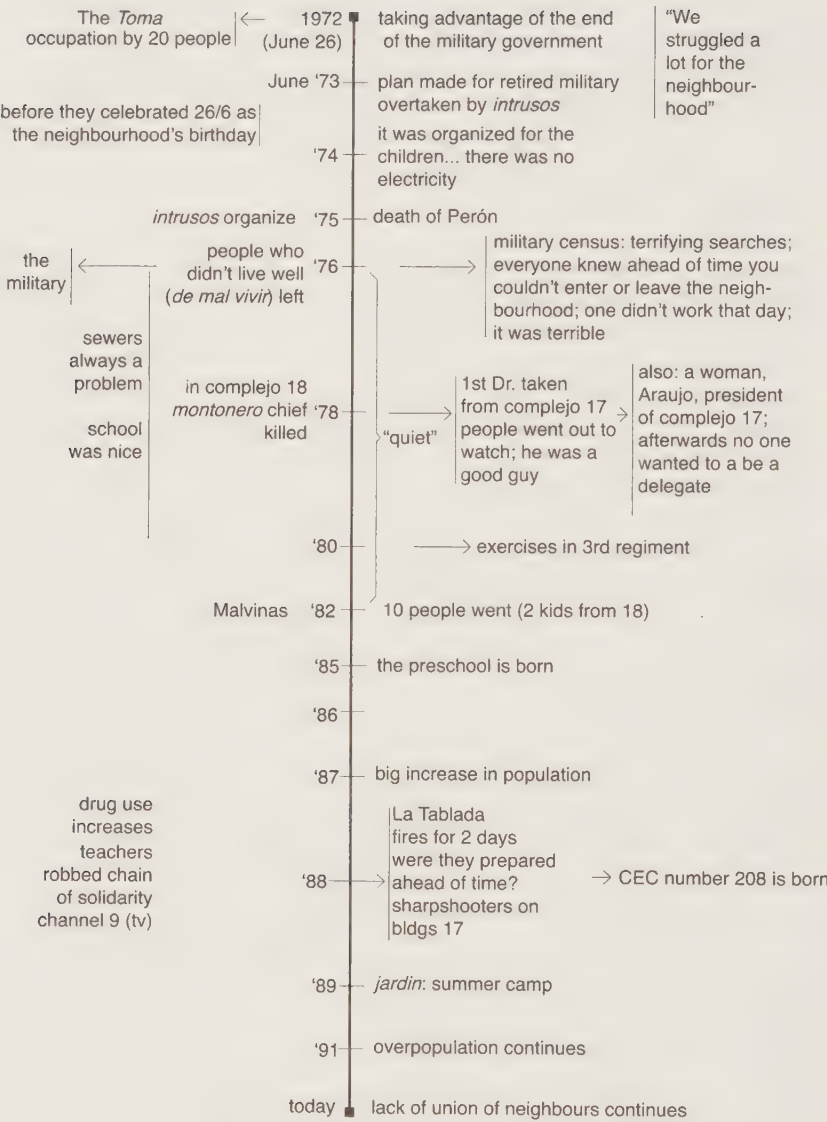 The Toma
occupation by 20 people
1972
(June 26)
taking advantage of the end
of the military government
"We
struggled a
lot for the
neighbour-
hood"
June '73
plan made for retired military
overtaken by intrusos
before they celebrated 26/6 as
the neighbourhood's birthday
'74
it was organized for the
children... there was no
electricity
intrusos organize
'75
death of Perón
the
military
people who
didn't live well
(de mal vivir) left
'76
military census: terrifying searches;
everyone knew ahead of time you
couldn't enter or leave the neigh-
bourhood; one didn't work that day;
it was terrible
sewers
always a
problem
school
was nice
in complejo 18
montonero chief
killed
'78
"quiet"
1st Dr. taken
from complejo 17
people went out to
watch; he was a
good guy
also: a woman,
Araujo, president
of complejo 17;
afterwards no one
wanted to a be a
delegate
'80
exercises in 3rd regiment
Malvinas
'82
10 people went (2 kids from 18)
'85
the preschool is born
'86
'87
big increase in population
drug use
increases
teachers
robbed chain
of solidarity
channel 9 (tv)
'88
La Tablada
fires for 2 days
were they prepared
ahead of time?
sharpshooters on
bldgs 17
CEC number 208 is born
'89
jardin: summer camp
'91
overpopulation continues
today
lack of union of neighbours continues